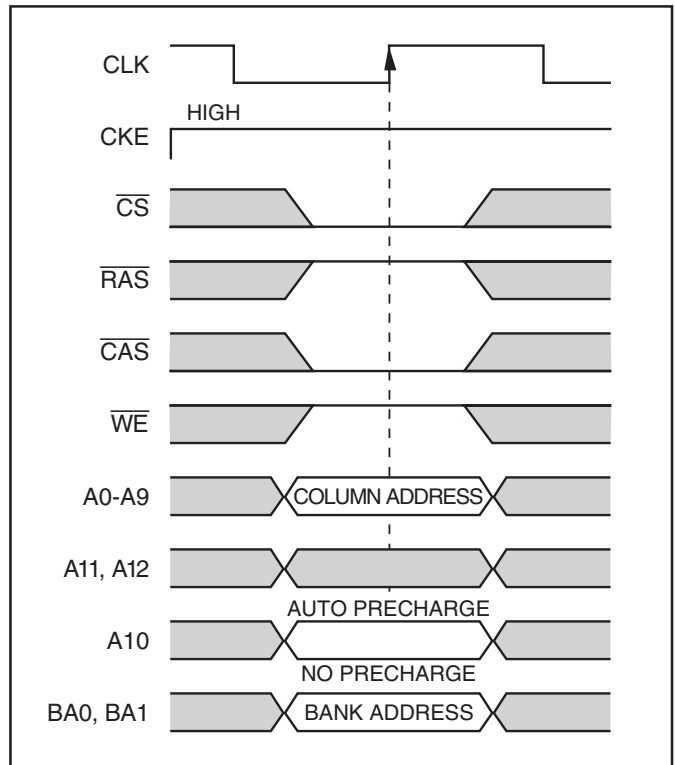 CLK
HIGH
CKE
CS
RAS
CAS
WE
A0-A9 COLUMN ADDRESS
A11, A12
AUTO PRECHARGE
A10
NO PRECHARGE
BA0, BA1 BANK ADDRESS